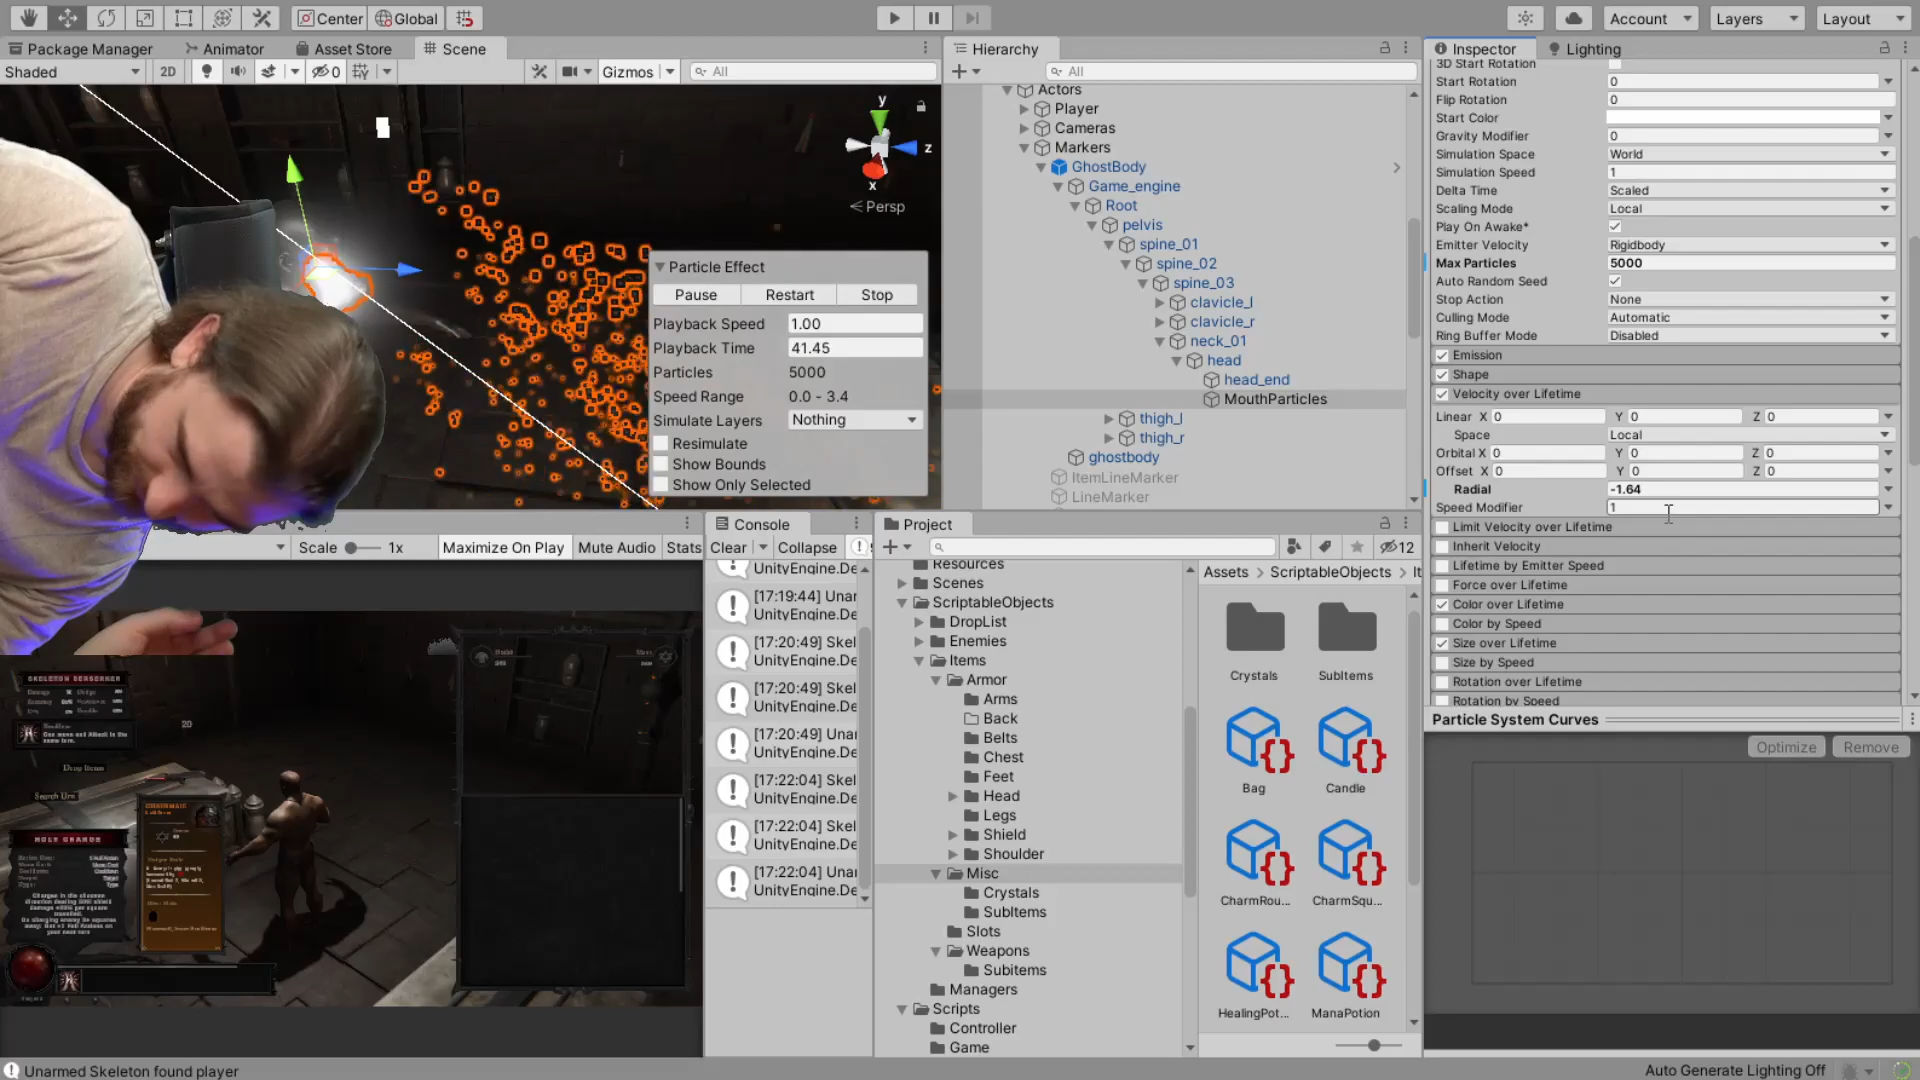 Center
Global
Account
Layers
Layout
Package Manager
Animator
Asset Store
Scene
Shaded
2D
0
Gizmos
All
y
z
x
Persp
Particle Effect
Pause
Restart
Stop
Playback Speed
1.00
Playback Time
41.45
Particles
5000
Speed Range
0.0 - 3.4
Simulate Layers
Nothing
Resimulate
Show Bounds
Show Only Selected
Hierarchy
All
Actors
Player
Cameras
Markers
GhostBody
Game_engine
Root
pelvis
spine_01
spine_02
spine_03
clavicle_l
clavicle_r
neck_01
head
head_end
MouthParticles
thigh_l
thigh_r
ghostbody
ItemLineMarker
LineMarker
Inspector
Lighting
3D Start Rotation
Start Rotation
0
Flip Rotation
0
Start Color
Gravity Modifier
0
Simulation Space
World
Simulation Speed
1
Delta Time
Scaled
Scaling Mode
Local
Play On Awake*
Emitter Velocity
Rigidbody
Max Particles
5000
Auto Random Seed
Stop Action
None
Culling Mode
Automatic
Ring Buffer Mode
Disabled
Emission
Shape
Velocity over Lifetime
Linear X 0 Y 0 Z 0
Space
Local
Orbital X 0 Y 0 Z 0
Offset X 0 Y 0 Z 0
Radial
-1.64
Speed Modifier
1
Limit Velocity over Lifetime
Inherit Velocity
Lifetime by Emitter Speed
Force over Lifetime
Color over Lifetime
Color by Speed
Size over Lifetime
Size by Speed
Rotation over Lifetime
Rotation by Speed
Particle System Curves
Optimize
Remove
Scale
1x
Maximize On Play
Mute Audio
Stats
SKELETON BERSERKER
20
Drop Items
Search Urn
Console
Clear
Collapse
UnityEngine.De
[17:19:44] Unar
UnityEngine.De
[17:20:49] Skel
UnityEngine.De
[17:20:49] Skel
UnityEngine.De
[17:20:49] Unar
UnityEngine.De
[17:22:04] Skel
UnityEngine.De
[17:22:04] Skel
UnityEngine.De
[17:22:04] Unar
UnityEngine.De
Project
12
Resources
Scenes
ScriptableObjects
DropList
Enemies
Items
Armor
Arms
Back
Belts
Chest
Feet
Head
Legs
Shield
Shoulder
Misc
Crystals
SubItems
Slots
Weapons
Subitems
Managers
Scripts
Controller
Game
Assets > ScriptableObjects > It
Crystals
SubItems
Bag
Candle
CharmRou...
CharmSqu...
HealingPot...
ManaPotion
Unarmed Skeleton found player
Auto Generate Lighting Off